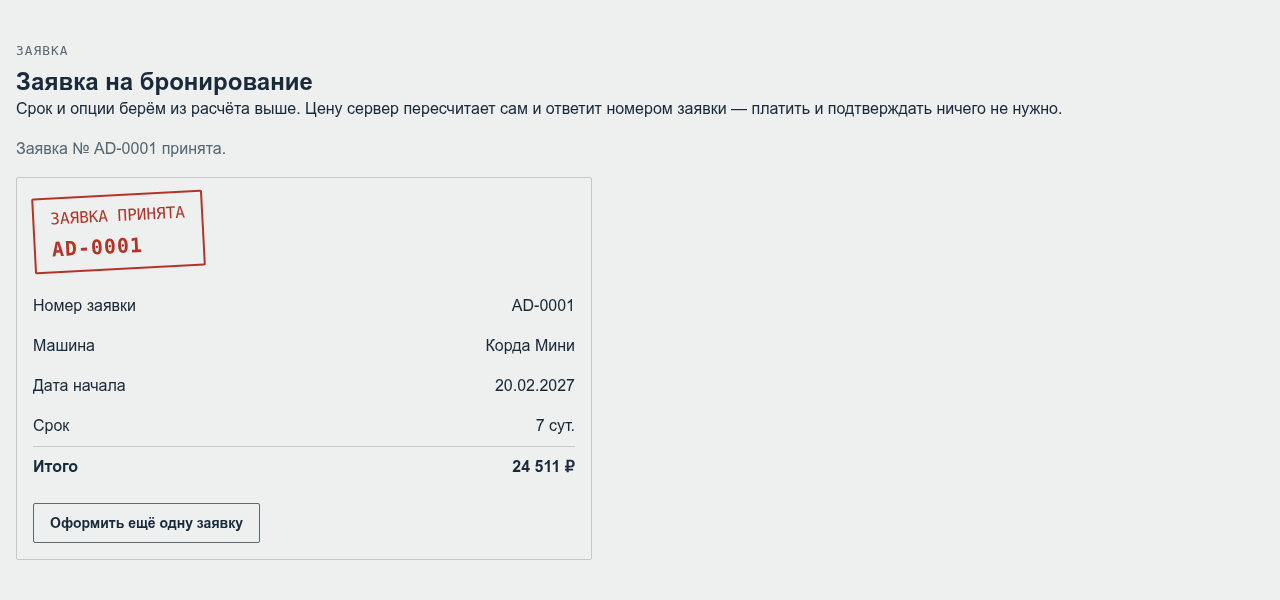 ЗАЯВКА
Заявка на бронирование
Срок и опции берём из расчёта выше. Цену сервер пересчитает сам и ответит номером заявки — платить и подтверждать ничего не нужно.
Заявка № AD-0001 принята.
ЗАЯВКА ПРИНЯТА
AD-0001
Номер заявки AD-0001
Машина Корда Мини
Дата начала 20.02.2027
Срок 7 сут.
Итого 24 511 ₽
Оформить ещё одну заявку